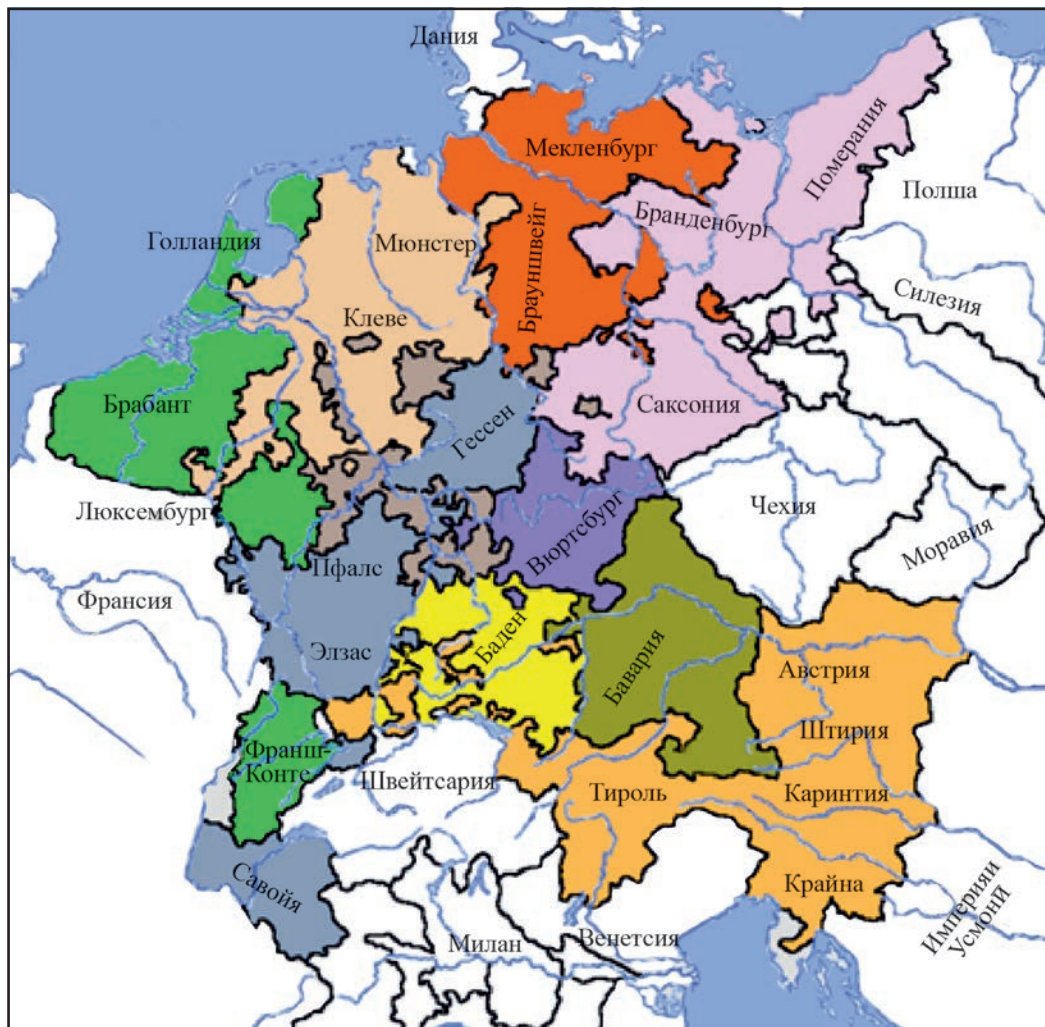 Дания
Мекленбург
Померания
Полша
Бранденбург
Голландия
Мюнстер
Брауншвейг
Силезия
Клеве
Брабант
Гессен
Саксония
Люксембург
Чехия
Вюртсбург
Моравия
Пфалс
Франсия
Элзас
Баден
Бавария
Австрия
Штирия
Франш-
Конте
Швейтсария
Тироль
Каринтия
Савойя
Крайна
Империяи
Усмонӣ
Милан
Венетсия